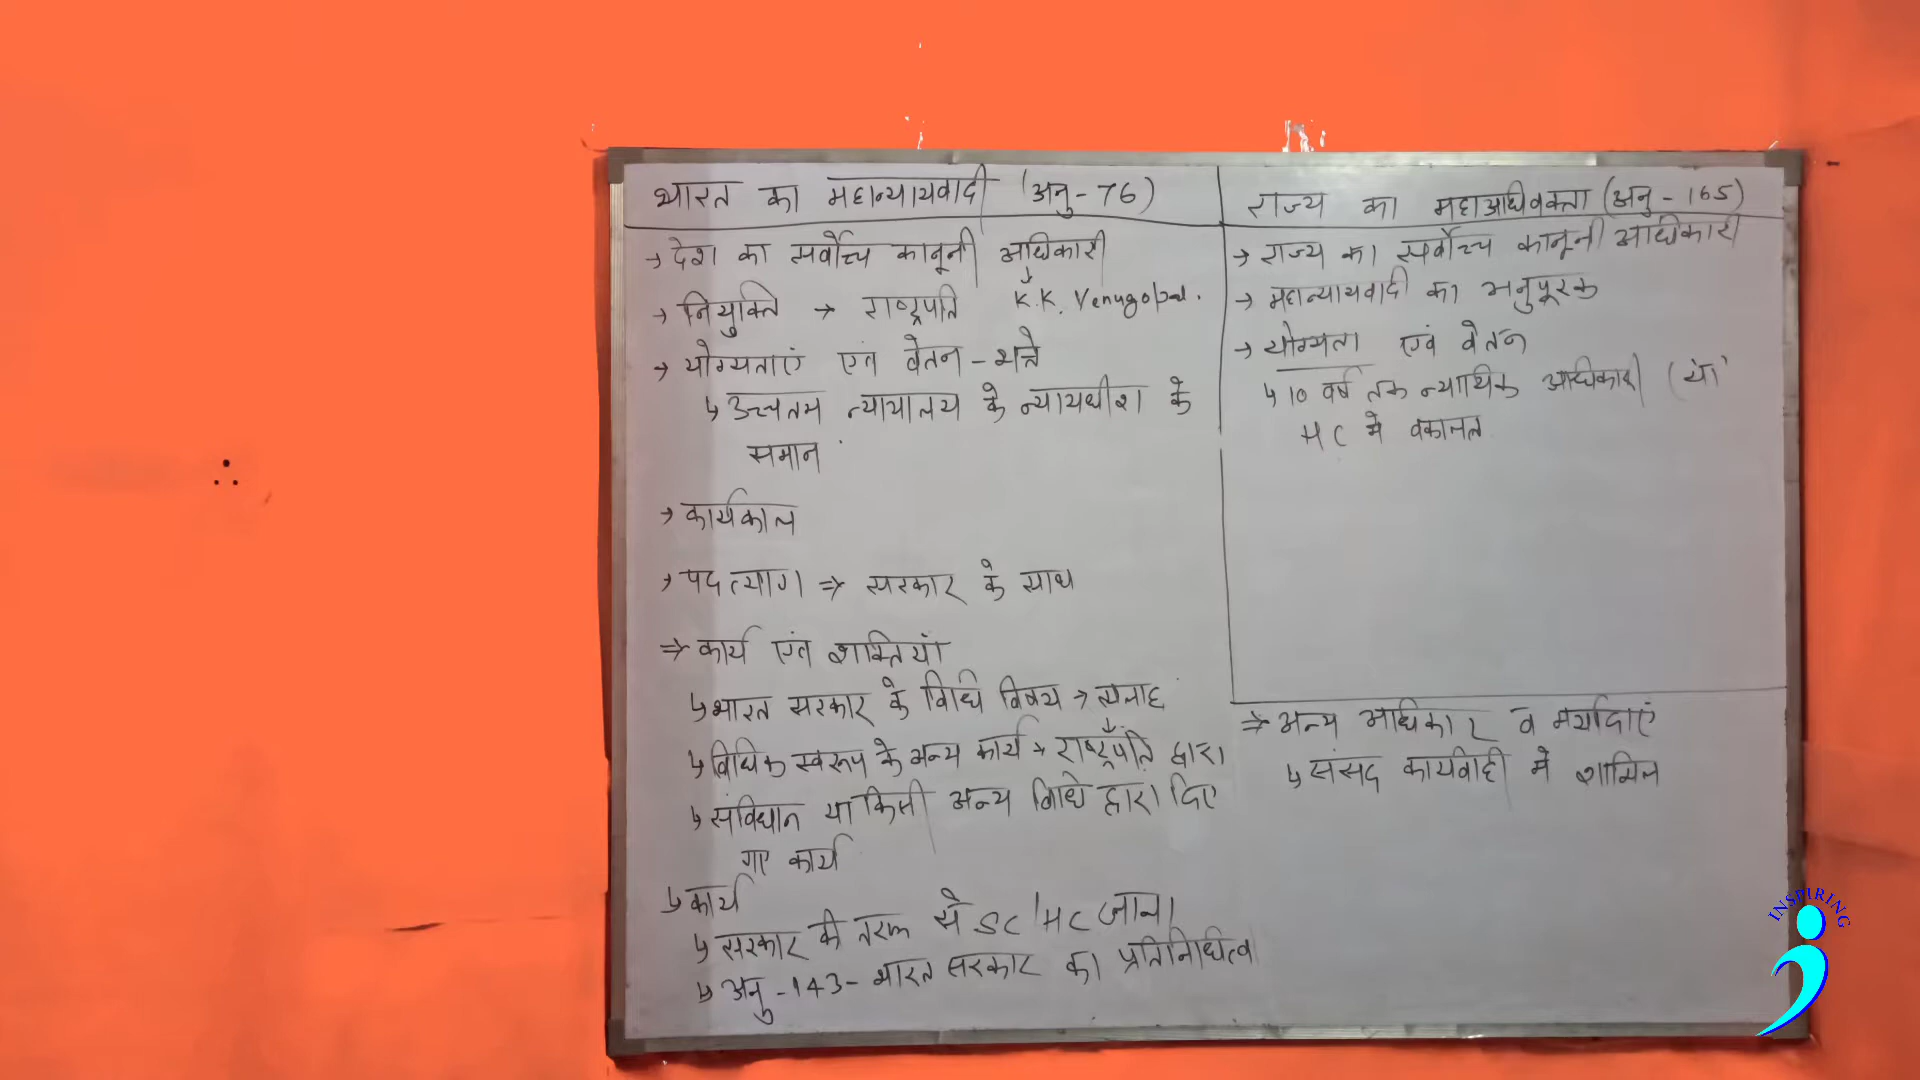 भारत का महान्यायवादी (अनु-76)
→ देश का सर्वोच्च कानूनी अधिकारी
↓
K.K. Venugopal.
→ नियुक्ति → राष्ट्रपति
→ योग्यताएं एवं वेतन-भत्ते
↳ उच्चतम न्यायालय के न्यायधीश के
समान
→ कार्यकाल
→ पदत्याग ⇒ सरकार के साथ
⇒ कार्य एवं शक्तियां
↳ भारत सरकार के विधि विषय → सलाह
↓
↳ विधिक स्वरूप के अन्य कार्य → राष्ट्रपति द्वारा
↳ संविधान या किसी अन्य विधि द्वारा दिए
गए कार्य
↳ कार्य
↳ सरकार की तरफ से SC/HC जाना
↳ अनु-143- भारत सरकार का प्रतिनिधित्व
राज्य का महाअधिवक्ता (अनु-165)
→ राज्य का सर्वोच्च कानूनी अधिकारी
→ महान्यायवादी का अनुपूरक
→ योग्यता एवं वेतन
↳ 10 वर्ष तक न्यायिक अधिकारी (या)
HC में वकालत
⇒ अन्य अधिकार व मर्यादाएं
↳ संसद कार्यवाही में शामिल
INSPIRING